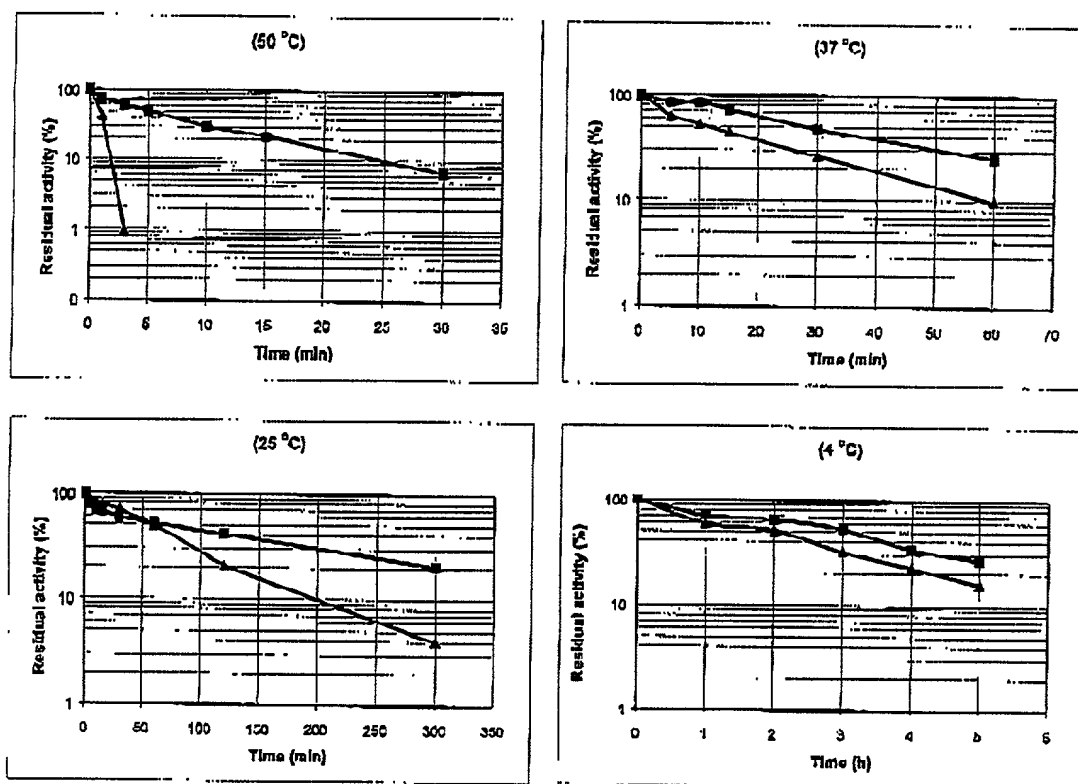 (50 °C)
Residual activity (%)
100
10
1
0
0 5 10 15 20 25 30 35
Time (min)
(37 °C)
Residual activity (%)
100
10
1
0 10 20 30 40 50 60 70
Time (min)
(25 °C)
Residual activity (%)
100
10
1
0 50 100 150 200 250 300 350
Time (min)
(4 °C)
Residual activity (%)
100
10
1
0 1 2 3 4 5 6
Time (h)